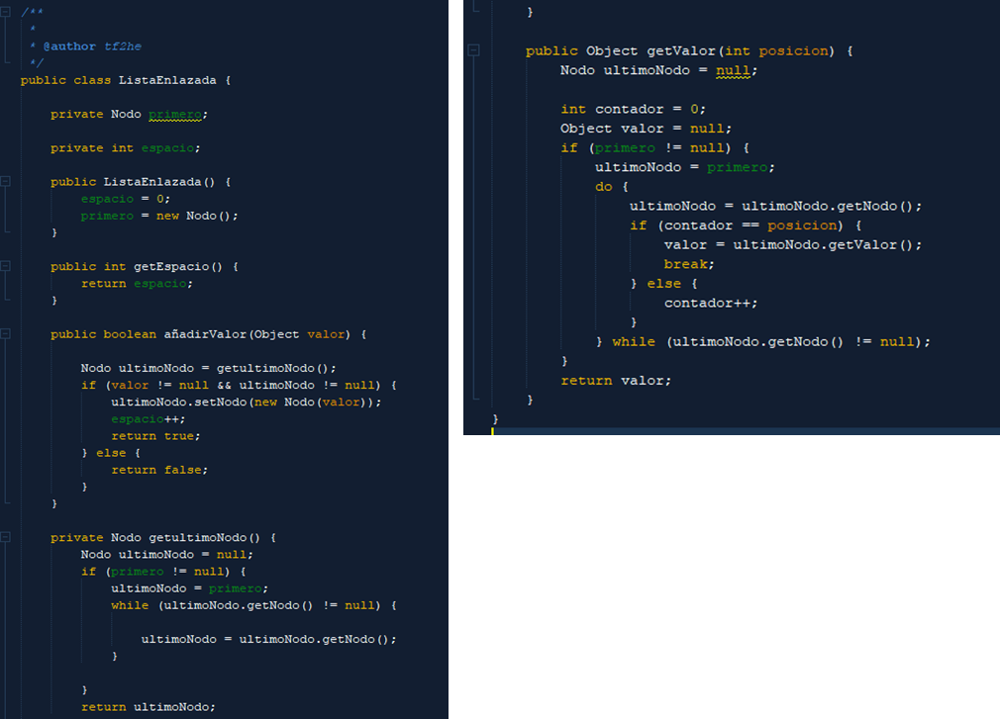 /**
 *
 * @author tf2he
 */
public class ListaEnlazada {

    private Nodo primero;

    private int espacio;

    public ListaEnlazada() {
        espacio = 0;
        primero = new Nodo();
    }

    public int getEspacio() {
        return espacio;
    }

    public boolean añadirValor(Object valor) {

        Nodo ultimoNodo = getultimoNodo();
        if (valor != null && ultimoNodo != null) {
            ultimoNodo.setNodo(new Nodo(valor));
            espacio++;
            return true;
        } else {
            return false;
        }
    }

    private Nodo getultimoNodo() {
        Nodo ultimoNodo = null;
        if (primero != null) {
            ultimoNodo = primero;
            while (ultimoNodo.getNodo() != null) {

                ultimoNodo = ultimoNodo.getNodo();
            }

        }
        return ultimoNodo;
    }

    public Object getValor(int posicion) {
        Nodo ultimoNodo = null;

        int contador = 0;
        Object valor = null;
        if (primero != null) {
            ultimoNodo = primero;
            do {
                ultimoNodo = ultimoNodo.getNodo();
                if (contador == posicion) {
                    valor = ultimoNodo.getValor();
                    break;
                } else {
                    contador++;
                }
            } while (ultimoNodo.getNodo() != null);
        }
        return valor;
    }
}